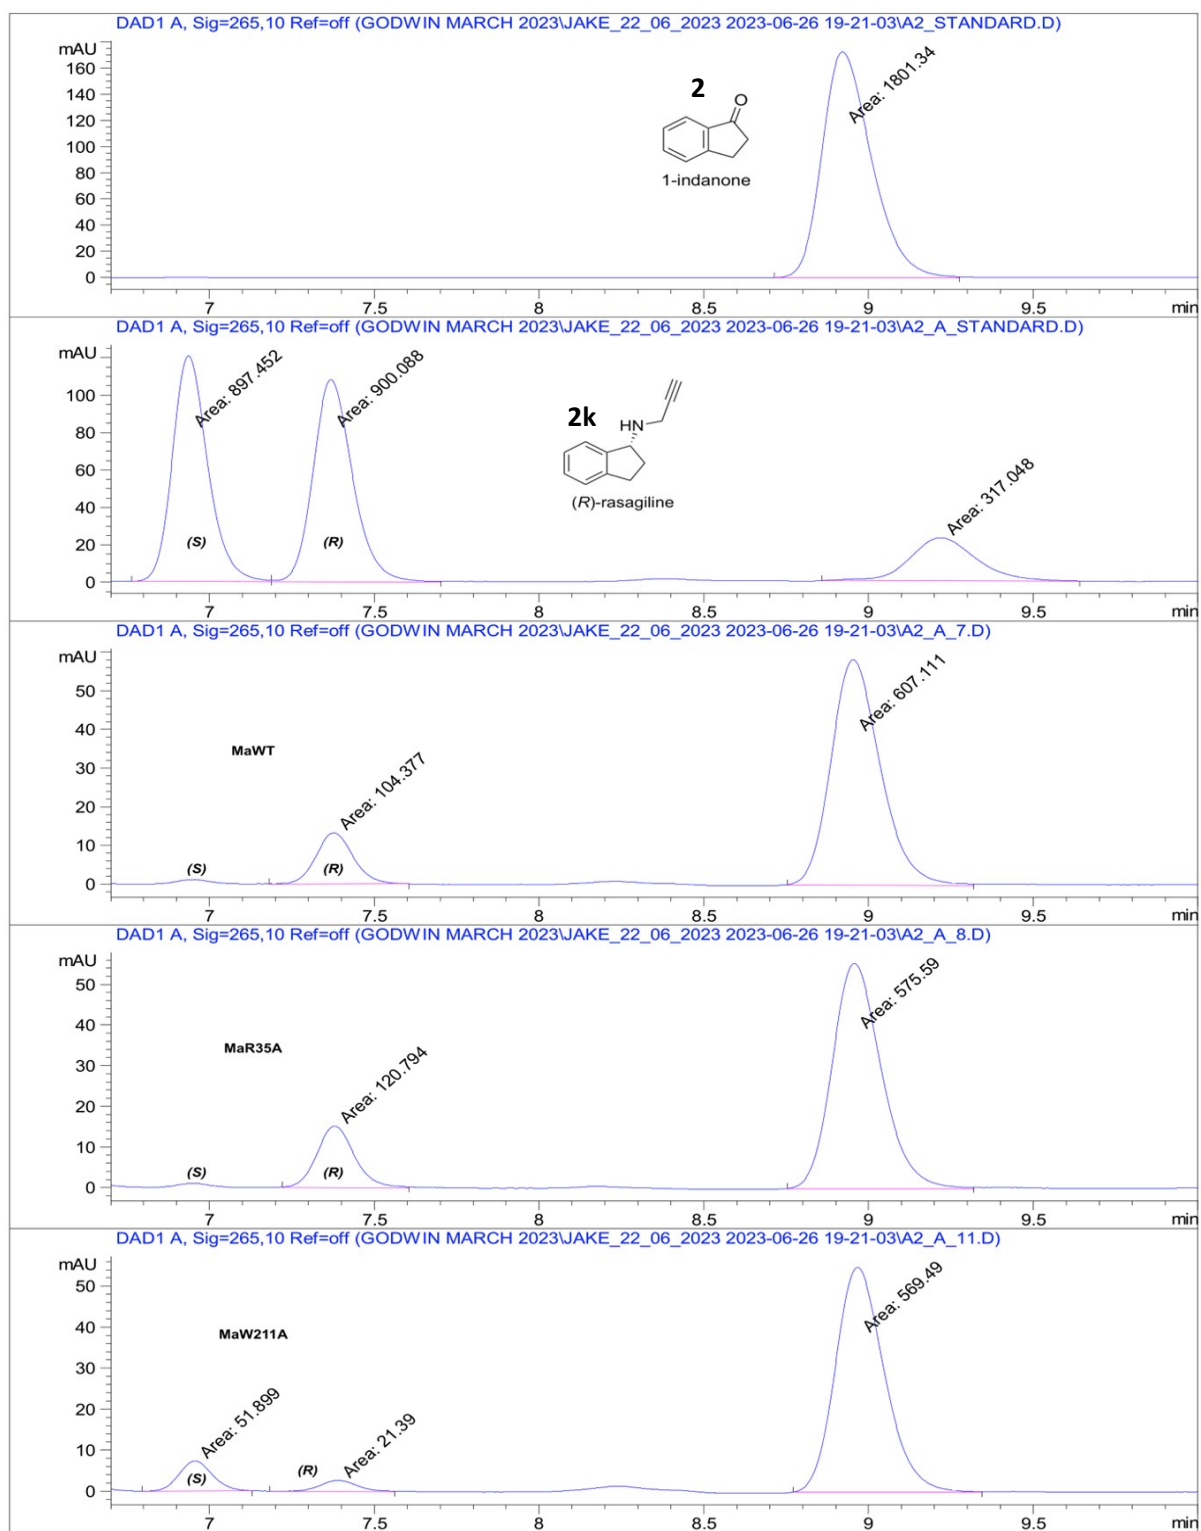 DAD1 A, Sig=265,10 Ref=off (GODWIN MARCH 2023\JAKE_22_06_2023 2023-06-26 19-21-03\A2_STANDARD.D)
mAU
160
140
120
100
80
60
40
20
0
2
O
1-indanone
Area: 1801.34
7 7.5 8 8.5 9 9.5 min
DAD1 A, Sig=265,10 Ref=off (GODWIN MARCH 2023\JAKE_22_06_2023 2023-06-26 19-21-03\A2_A_STANDARD.D)
mAU
100
80
60
40
20
0
Area: 897.452
(S)
Area: 900.088
(R)
2k
HN
(R)-rasagiline
Area: 317.048
7 7.5 8 8.5 9 9.5 min
DAD1 A, Sig=265,10 Ref=off (GODWIN MARCH 2023\JAKE_22_06_2023 2023-06-26 19-21-03\A2_A_7.D)
mAU
50
40
30
20
10
0
MaWT
(S)
Area: 104.377
(R)
Area: 607.111
7 7.5 8 8.5 9 9.5 min
DAD1 A, Sig=265,10 Ref=off (GODWIN MARCH 2023\JAKE_22_06_2023 2023-06-26 19-21-03\A2_A_8.D)
mAU
50
40
30
20
10
0
MaR35A
(S)
Area: 120.794
(R)
Area: 575.59
7 7.5 8 8.5 9 9.5 min
DAD1 A, Sig=265,10 Ref=off (GODWIN MARCH 2023\JAKE_22_06_2023 2023-06-26 19-21-03\A2_A_11.D)
mAU
50
40
30
20
10
0
MaW211A
Area: 51.899
(S)
(R)
Area: 21.39
Area: 569.49
7 7.5 8 8.5 9 9.5 min